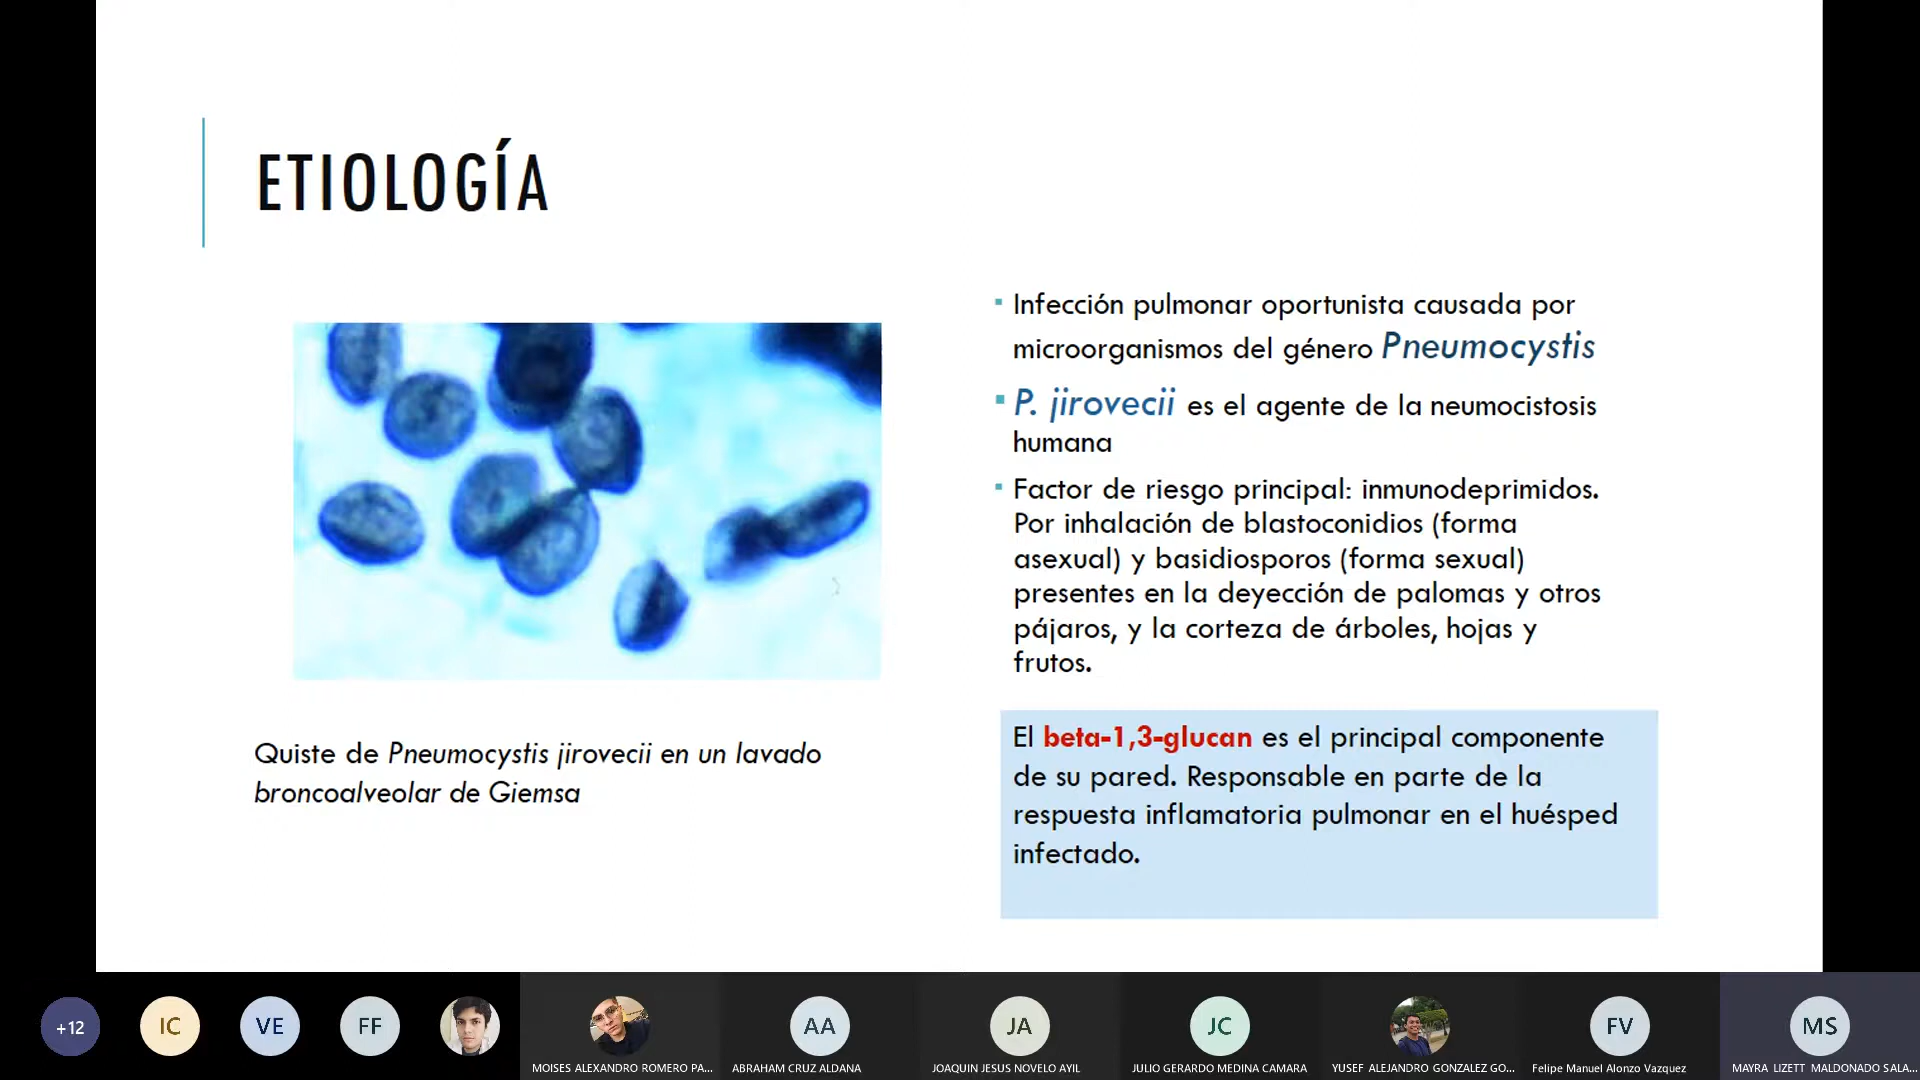 ETIOLOGÍA
Infección pulmonar oportunista causada por
microorganismos del género Pneumocystis
P. jirovecii es el agente de la neumocistosis
humana
Factor de riesgo principal: inmunodeprimidos.
Por inhalación de blastoconidios (forma
asexual) y basidiosporos (forma sexual)
presentes en la deyección de palomas y otros
pájaros, y la corteza de árboles, hojas y
frutos.
El beta-1,3-glucan es el principal componente
de su pared. Responsable en parte de la
respuesta inflamatoria pulmonar en el huésped
infectado.
Quiste de Pneumocystis jirovecii en un lavado
broncoalveolar de Giemsa
+12
IC
VE
FF
AA
JA
JC
FV
MS
MOISES ALEXANDRO ROMERO PA...
ABRAHAM CRUZ ALDANA
JOAQUIN JESUS NOVELO AYIL
JULIO GERARDO MEDINA CAMARA
YUSEF ALEJANDRO GONZALEZ GO...
Felipe Manuel Alonzo Vazquez
MAYRA LIZETT MALDONADO SALA...